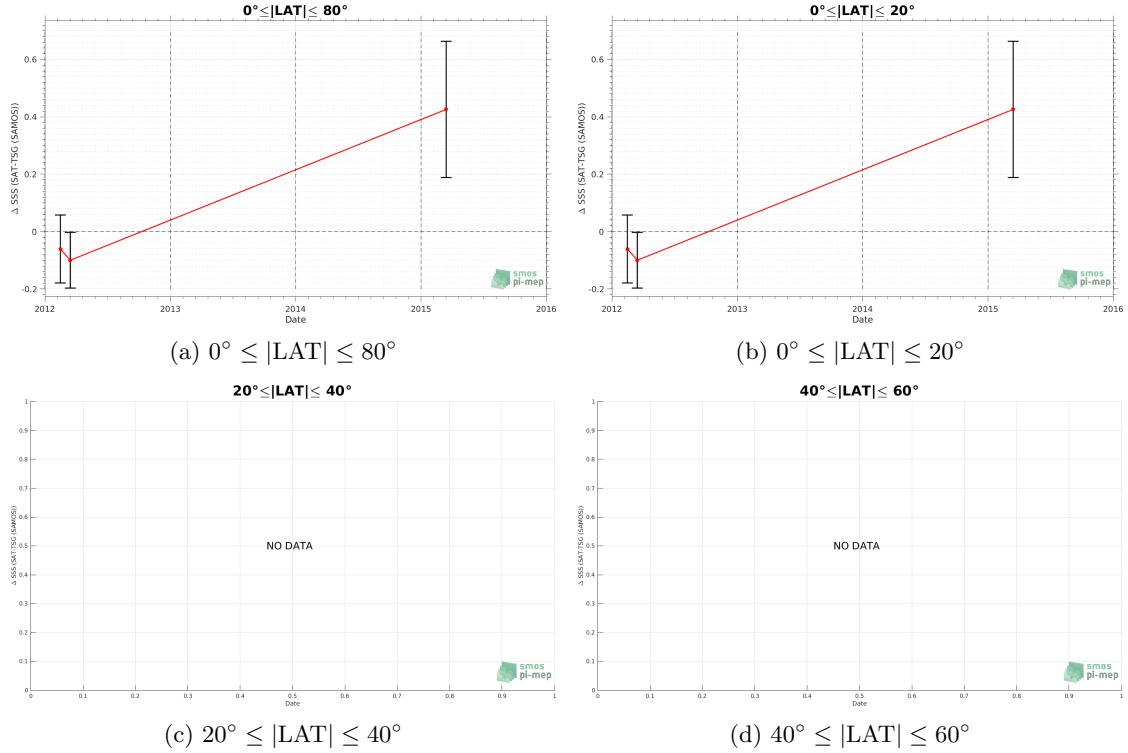 0°≤|LAT|≤ 80°
Δ SSS (SAT-TSG (SAMOS))
0.6
0.4
0.2
0
-0.2
2012 2013 2014 2015 2016
Date
smos
pi-mep
(a) 0° ≤ |LAT| ≤ 80°
0°≤|LAT|≤ 20°
Δ SSS (SAT-TSG (SAMOS))
0.6
0.4
0.2
0
-0.2
2012 2013 2014 2015 2016
Date
smos
pi-mep
(b) 0° ≤ |LAT| ≤ 20°
20°≤|LAT|≤ 40°
Δ SSS (SAT-TSG (SAMOS))
1
0.9
0.8
0.7
0.6
0.5
0.4
0.3
0.2
0.1
0
NO DATA
0 0.1 0.2 0.3 0.4 0.5 0.6 0.7 0.8 0.9 1
Date
smos
pi-mep
(c) 20° ≤ |LAT| ≤ 40°
40°≤|LAT|≤ 60°
Δ SSS (SAT-TSG (SAMOS))
1
0.9
0.8
0.7
0.6
0.5
0.4
0.3
0.2
0.1
0
NO DATA
0 0.1 0.2 0.3 0.4 0.5 0.6 0.7 0.8 0.9 1
Date
smos
pi-mep
(d) 40° ≤ |LAT| ≤ 60°